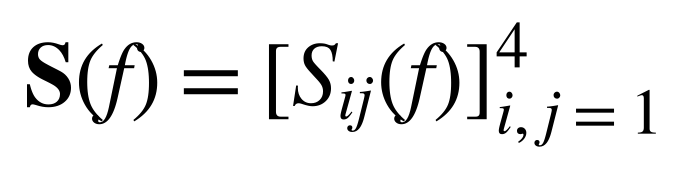 S(f) = [S_{ij}(f)]_{i,j=1}^{4}